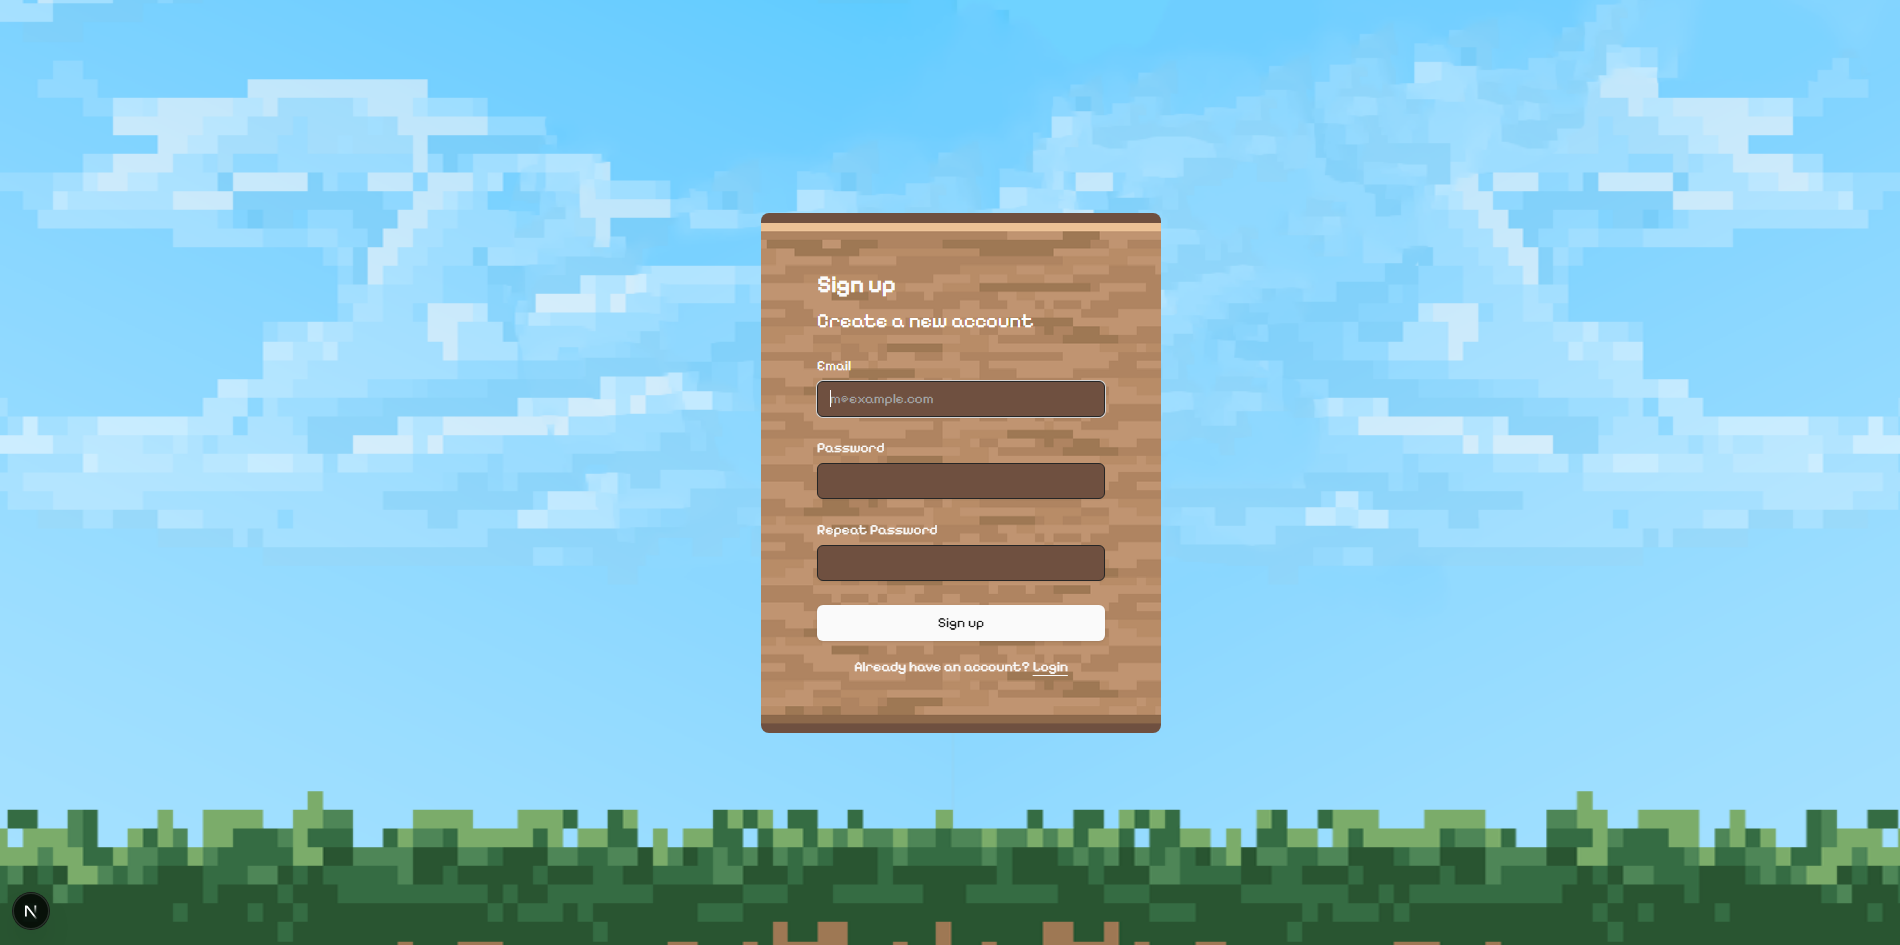 Sign up
Create a new account
Email
m@example.com
Password
Repeat Password
Sign up
Already have an account? Login
N